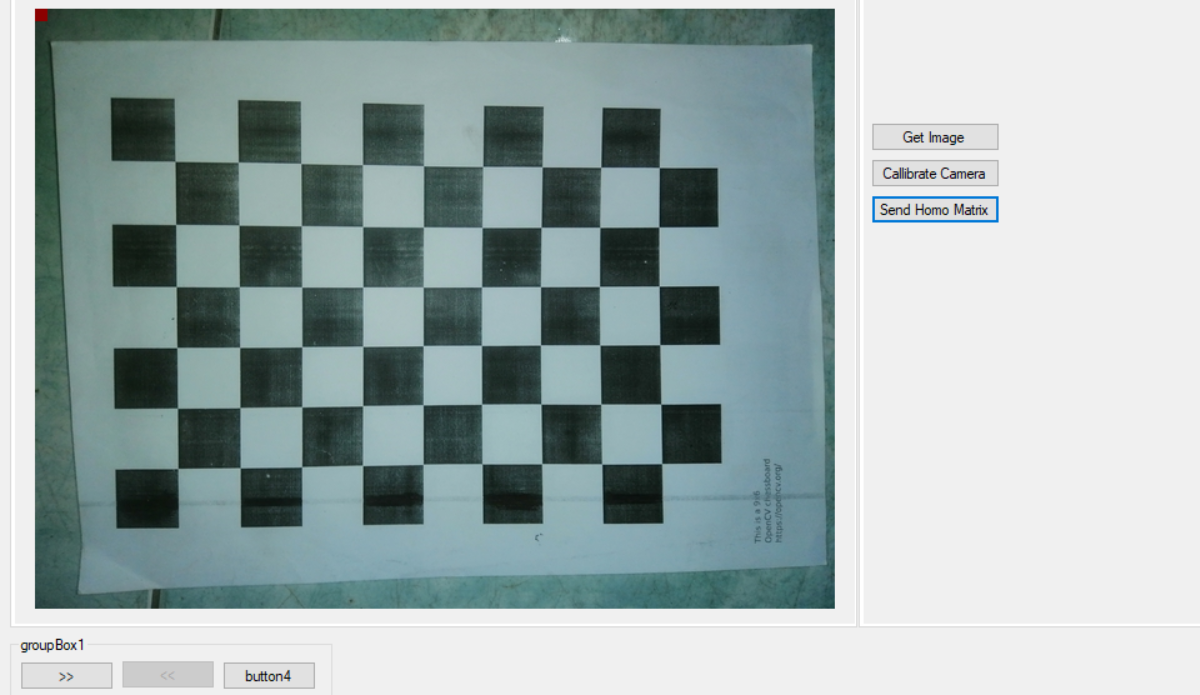 Get Image
Callibrate Camera
Send Homo Matrix
This is a 9x6
OpenCV chessboard
https://opencv.org/
groupBox1
>>
<<
button4